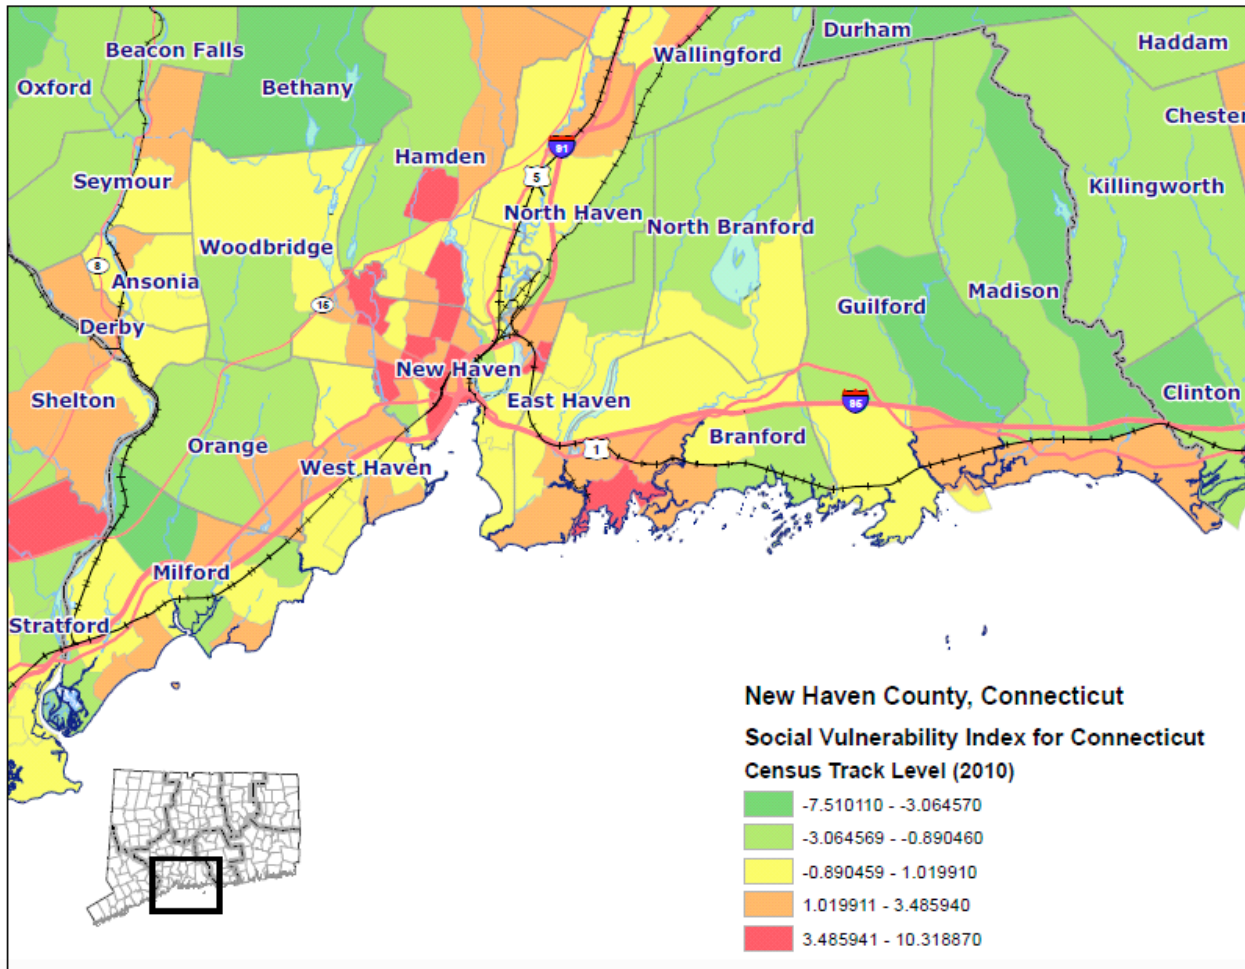 Durham
Haddam
Beacon Falls
Wallingford
Oxford
Bethany
Chester
Hamden
91
Seymour
5
Killingworth
North Haven
North Branford
Woodbridge
8
Ansonia
Madison
15
Guilford
Derby
New Haven
Clinton
Shelton
East Haven
95
Branford
Orange
1
West Haven
Milford
Stratford
New Haven County, Connecticut
Social Vulnerability Index for Connecticut
Census Track Level (2010)
-7.510110 - -3.064570
-3.064569 - -0.890460
-0.890459 - 1.019910
1.019911 - 3.485940
3.485941 - 10.318870